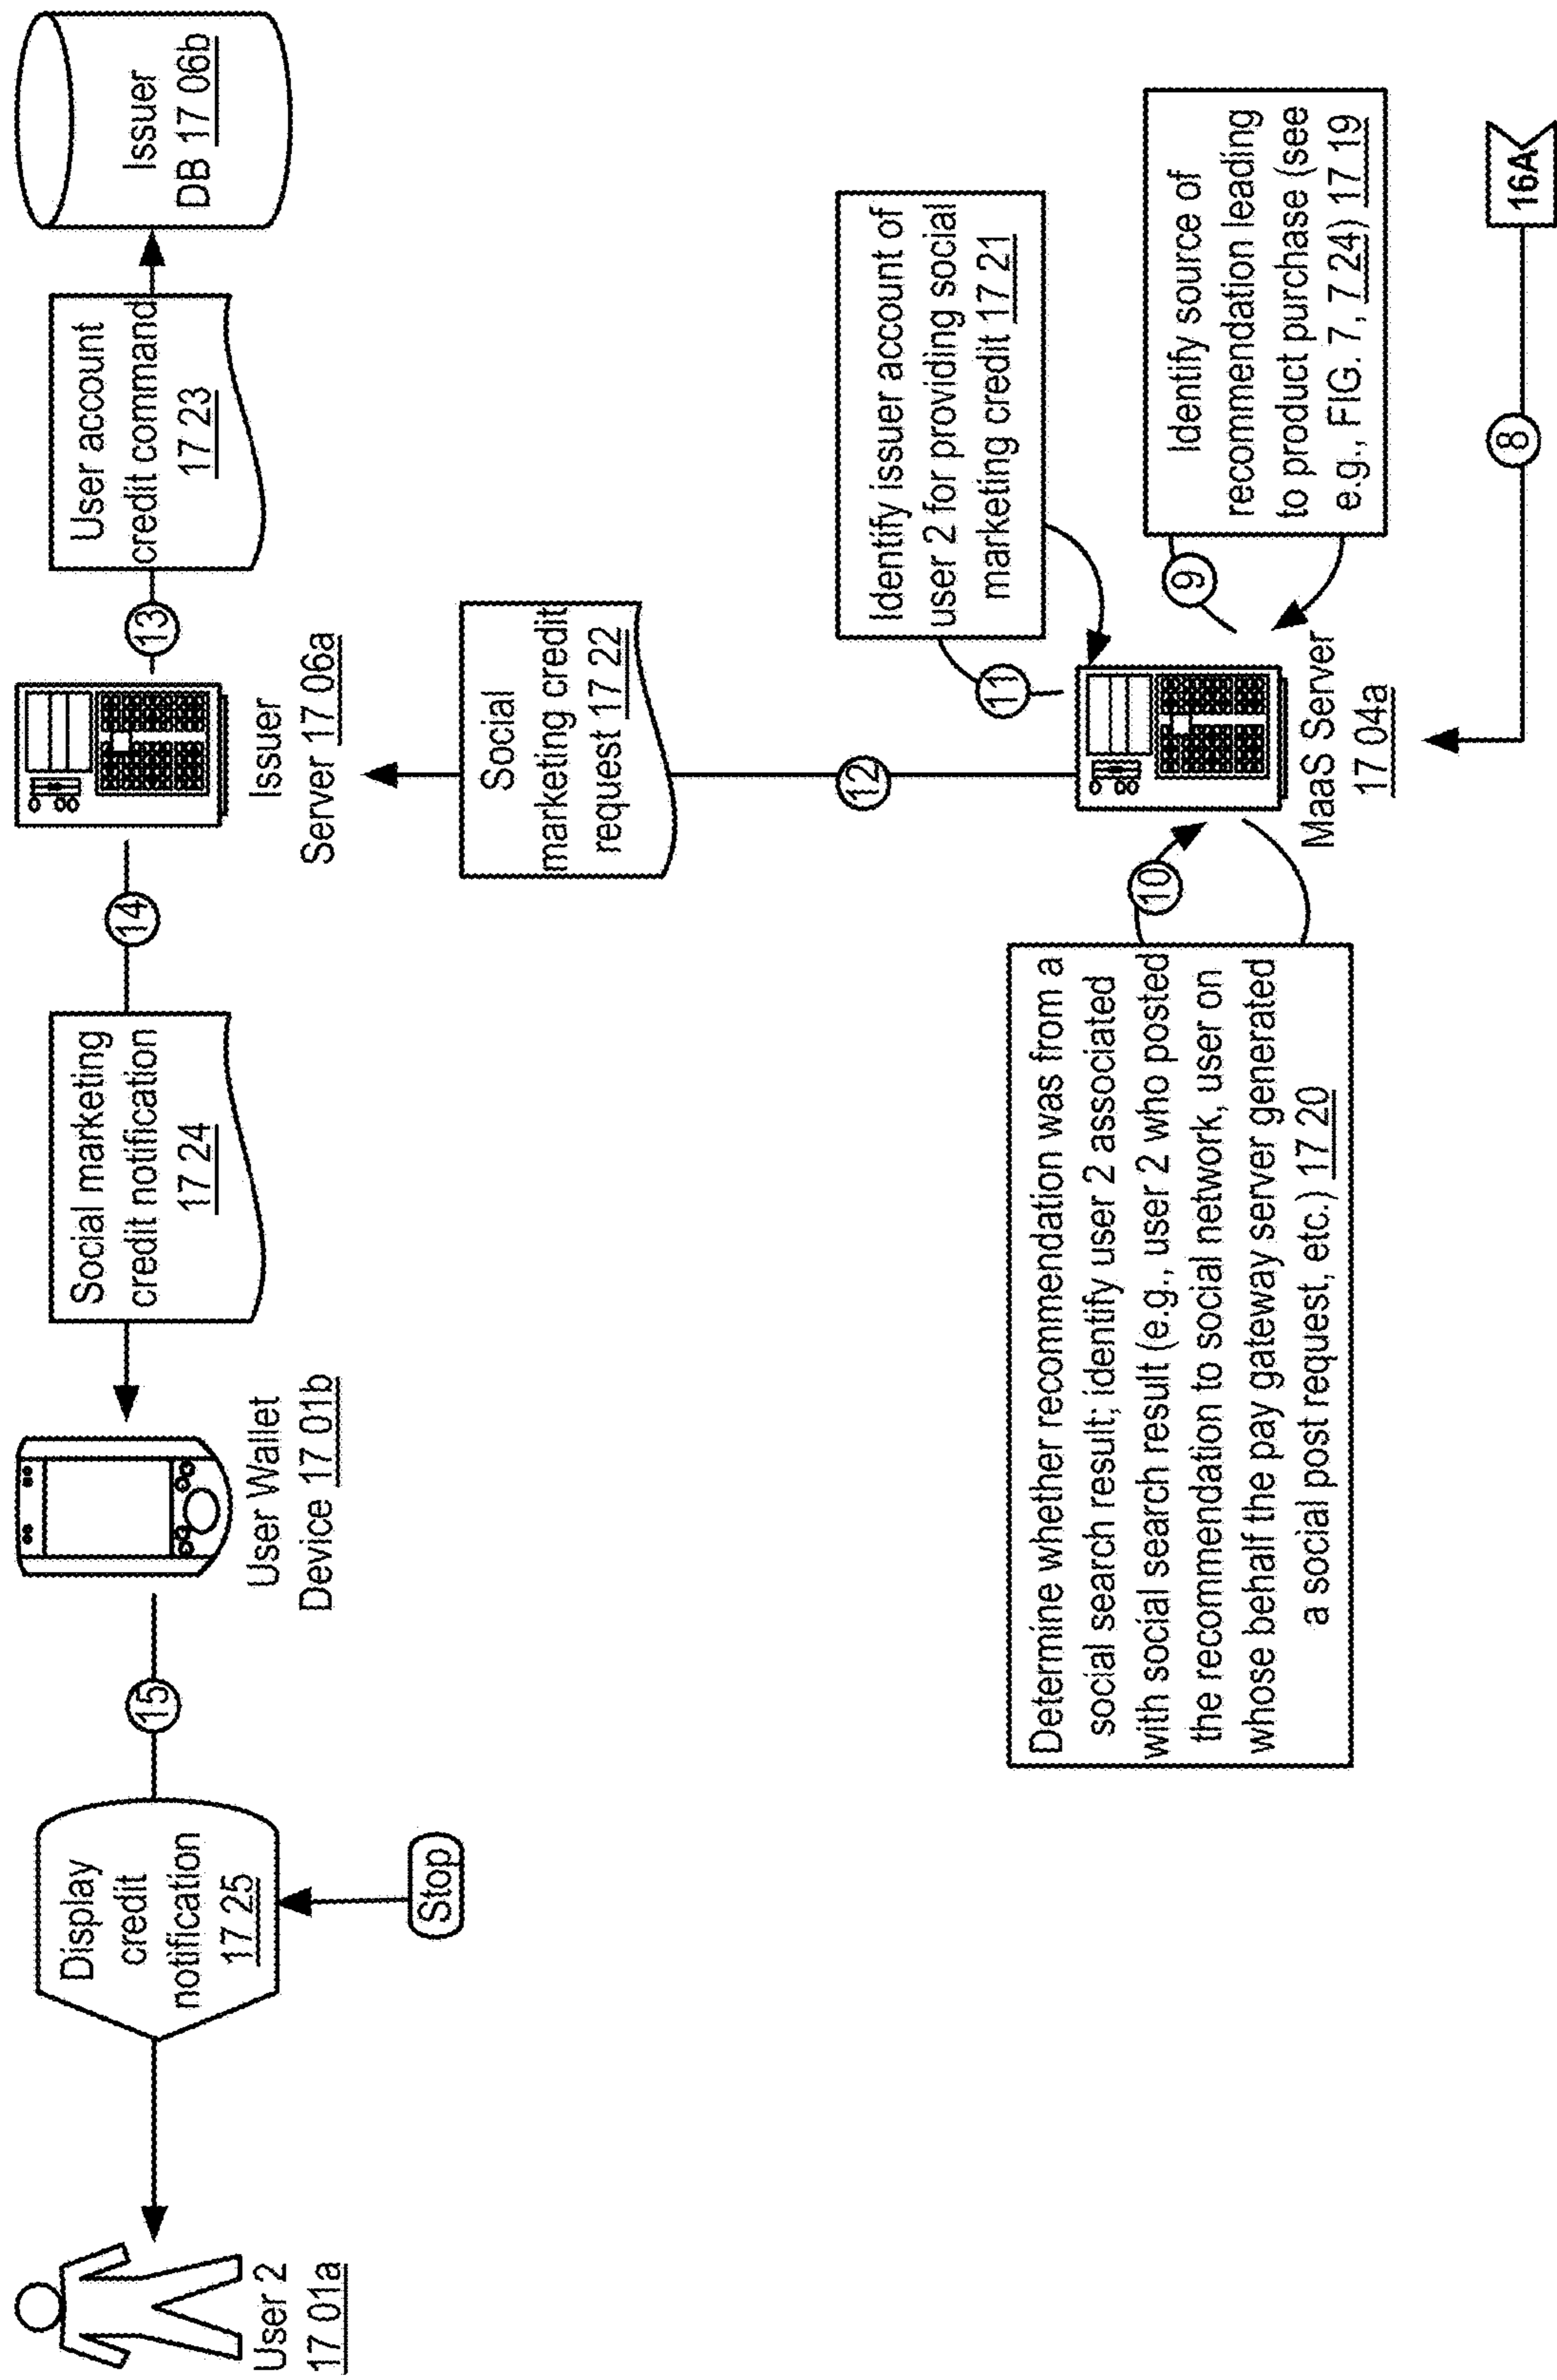 User 2
17 01a
Display
credit
notification
17 25
Stop
15
User Wallet
Device 17 01b
Social marketing
credit notification
17 24
14
Issuer
Server 17 06a
13
User account
credit command
17 23
Issuer
DB 17 06b
Social
marketing credit
request 17 22
12
Determine whether recommendation was from a
social search result; identify user 2 associated
with social search result (e.g., user 2 who posted
the recommendation to social network, user on
whose behalf the pay gateway server generated
a social post request, etc.) 17 20
10
11
Identify issuer account of
user 2 for providing social
marketing credit 17 21
MaaS Server
17 04a
9
Identify source of
recommendation leading
to product purchase (see
e.g., FIG. 7, 7 24) 17 19
8
16A